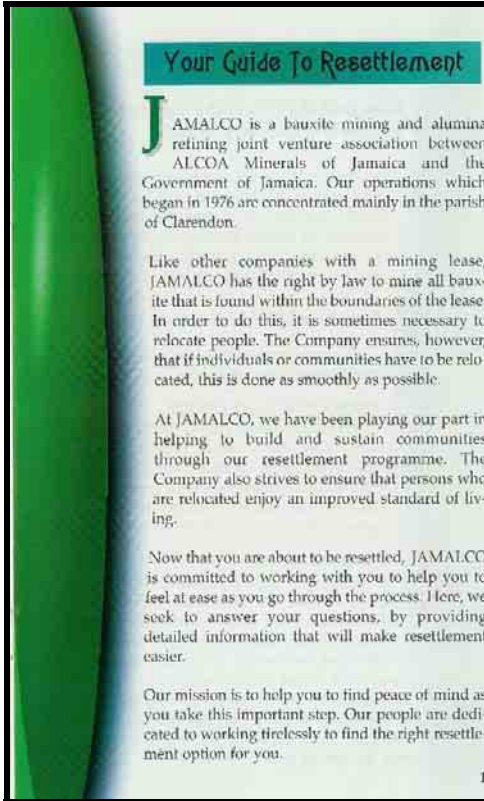 Your Guide To Resettlement
JAMALCO is a bauxite mining and alumina
refining joint venture association between
ALCOA Minerals of Jamaica and the
Government of Jamaica. Our operations which
began in 1976 are concentrated mainly in the parish
of Clarendon.
Like other companies with a mining lease,
JAMALCO has the right by law to mine all baux-
ite that is found within the boundaries of the lease.
In order to do this, it is sometimes necessary to
relocate people. The Company ensures, however,
that if individuals or communities have to be relo-
cated, this is done as smoothly as possible.
At JAMALCO, we have been playing our part in
helping to build and sustain communities
through our resettlement programme. The
Company also strives to ensure that persons who
are relocated enjoy an improved standard of liv-
ing.
Now that you are about to be resettled, JAMALCO
is committed to working with you to help you to
feel at ease as you go through the process. Here, we
seek to answer your questions, by providing
detailed information that will make resettlement
easier.
Our mission is to help you to find peace of mind as
you take this important step. Our people are dedi-
cated to working tirelessly to find the right resettle-
ment option for you.
1